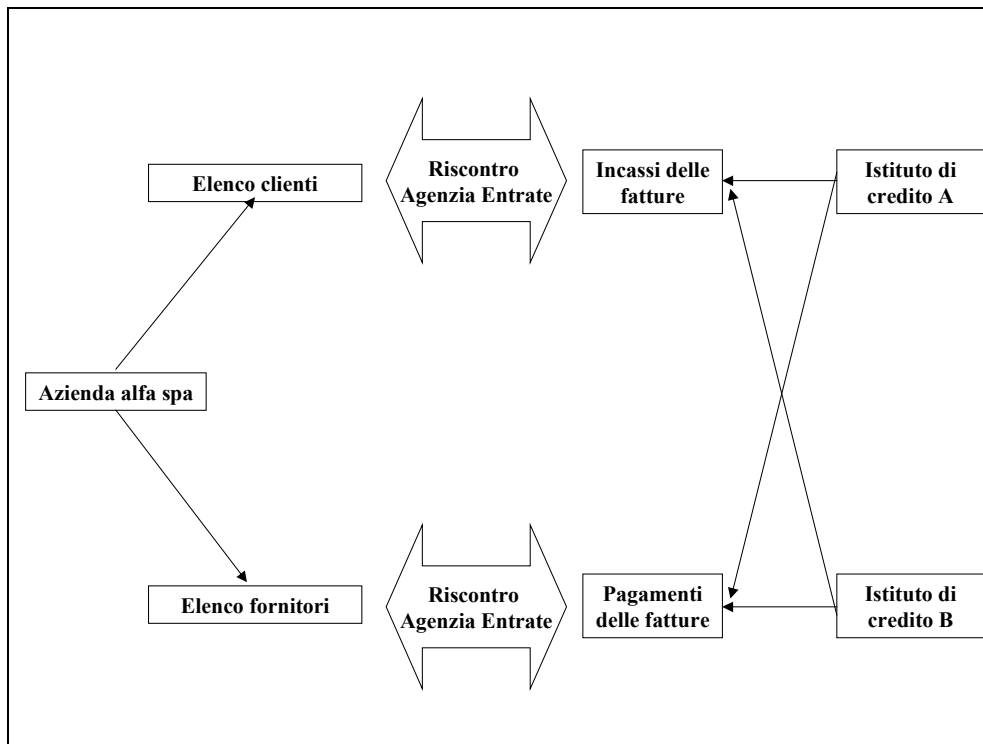 Elenco clienti
Riscontro
Agenzia Entrate
Incassi delle
fatture
Istituto di
credito A
Azienda alfa spa
Elenco fornitori
Riscontro
Agenzia Entrate
Pagamenti
delle fatture
Istituto di
credito B